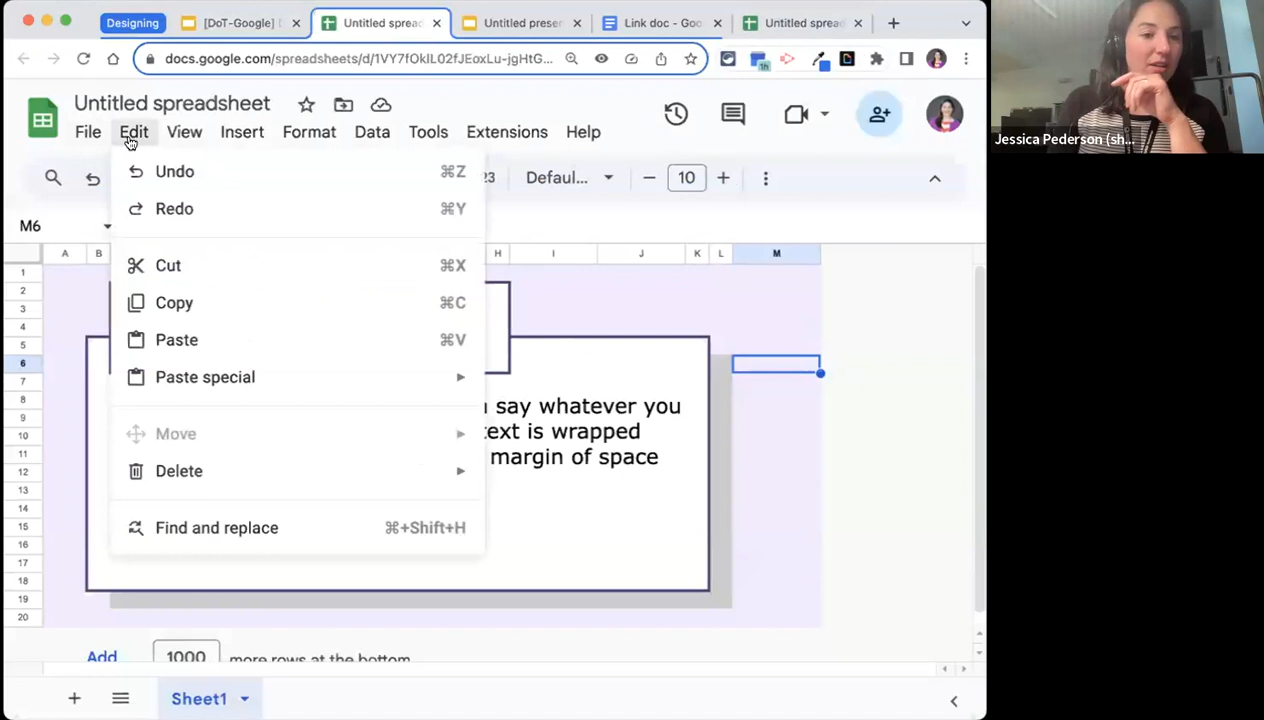 Designing
[DoT-Google] [
Untitled spread
Untitled preser
Link doc - Goo
Untitled spread
docs.google.com/spreadsheets/d/1VY7fOkIL02fJEoxLu-jgHtG...
1h
Untitled spreadsheet
File Edit View Insert Format Data Tools Extensions Help
23 Defaul... 10
M6
Undo ⌘Z
Redo ⌘Y
Cut ⌘X
Copy ⌘C
Paste ⌘V
Paste special
Move
Delete
Find and replace ⌘+Shift+H
A B H I J K L M
1
2
3
4
5
6
7
8
9
10
11
12
13
14
15
16
17
18
19
20
say whatever you
text is wrapped
margin of space
Add 1000 more rows at the bottom
Sheet1
Jessica Pederson (sh...